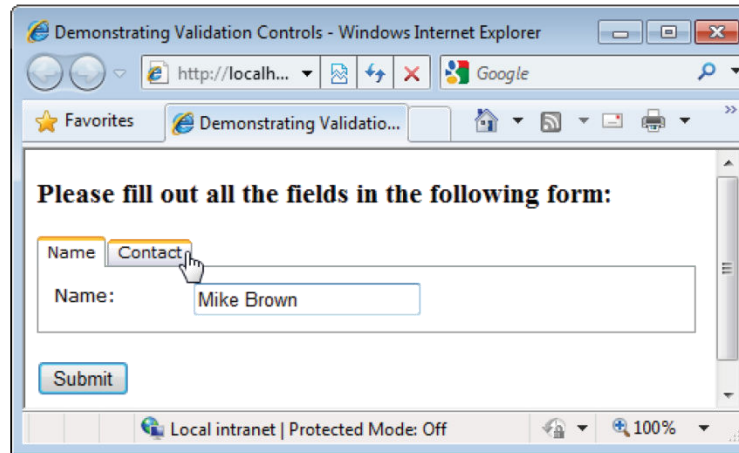 Demonstrating Validation Controls - Windows Internet Explorer
http://localh... Google
Favorites Demonstrating Validatio... »
Please fill out all the fields in the following form:
Name Contact
Name: Mike Brown
Submit
Local intranet | Protected Mode: Off 100%